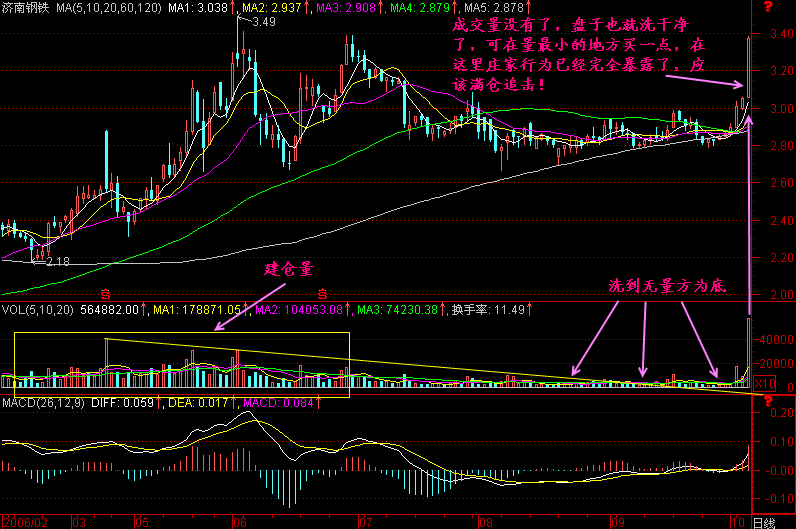 济南钢铁 MA(5,10,20,60,120) MA1: 3.038↑, MA2: 2.937↑, MA3: 2.908↑, MA4: 2.879↑, MA5: 2.878↑
?
3.49
成交量没有了，盘子也就洗干净
了，可在量最小的地方买一点，在
这里庄家行为已经完全暴露了，应
该满仓追击！
3.40
3.20
3.00
2.80
2.60
2.40
2.20
2.00
2.18
建仓量
洗到无量方为底
S
S
VOL(5,10,20) 564882.00↑, MA1: 178871.05↑, MA2: 104053.08↑, MA3: 74230.38↑, 换手率: 11.49↑
40000
20000
X10
MACD(26,12,9) DIFF: 0.059↑, DEA: 0.017↑, MACD: 0.084↑
?
0.20
0.10
-0.00
-0.10
2006/02 03 05 06 07 08 09 10 日线